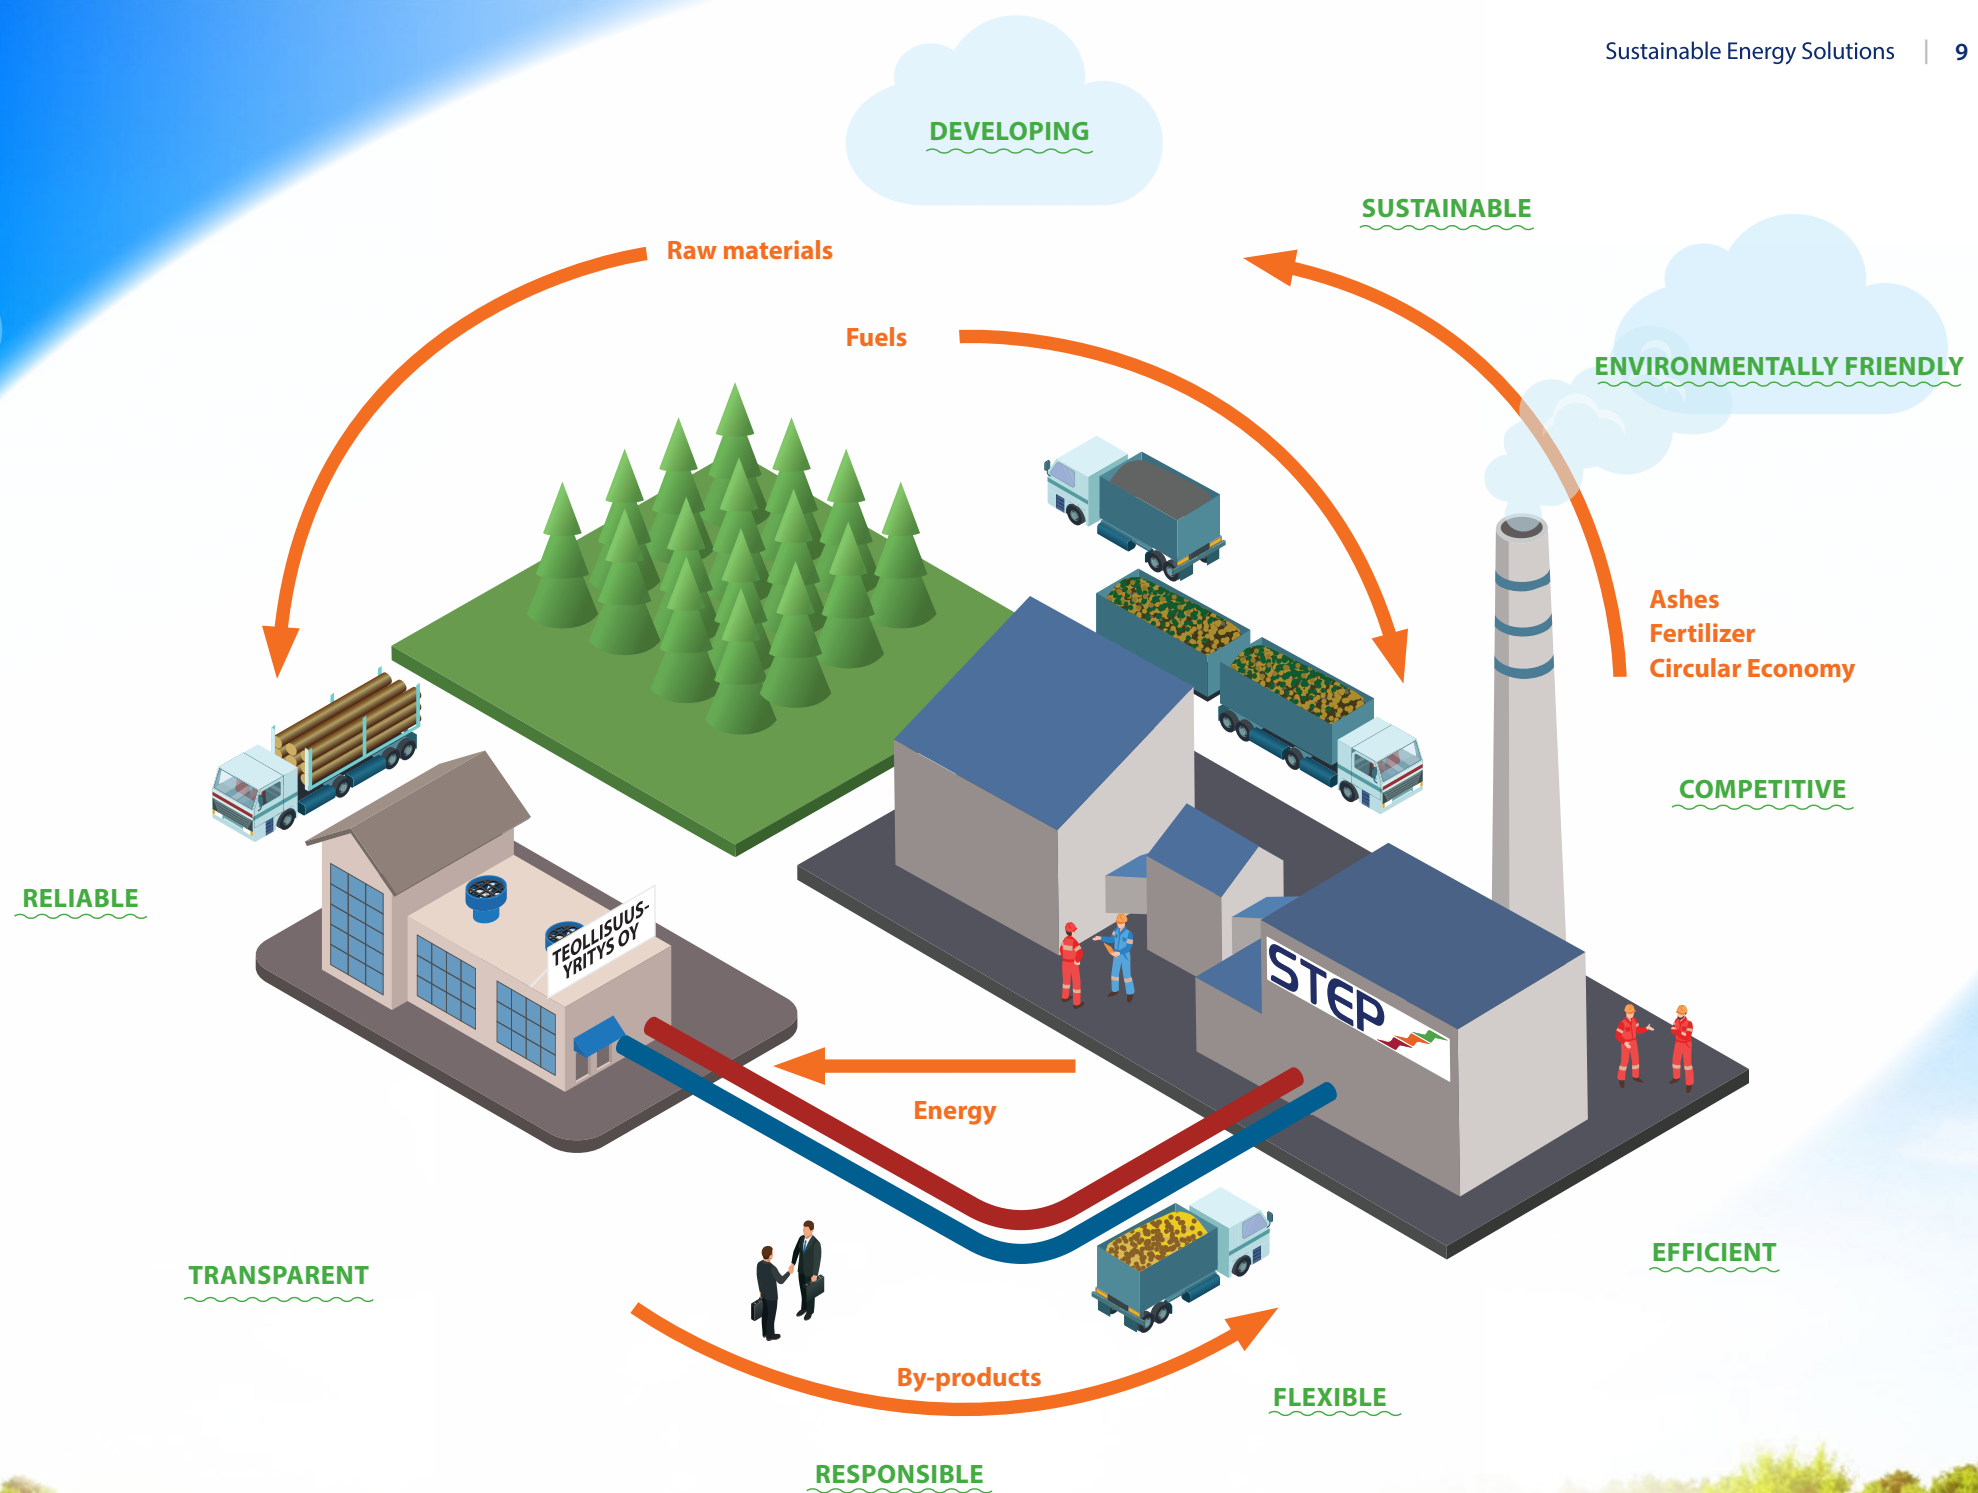 Sustainable Energy Solutions | 9
DEVELOPING
SUSTAINABLE
Raw materials
Fuels
ENVIRONMENTALLY FRIENDLY
Ashes
Fertilizer
Circular Economy
COMPETITIVE
RELIABLE
TEOLLISUUS-
YRITYS OY
STEP
Energy
TRANSPARENT
EFFICIENT
By-products
FLEXIBLE
RESPONSIBLE